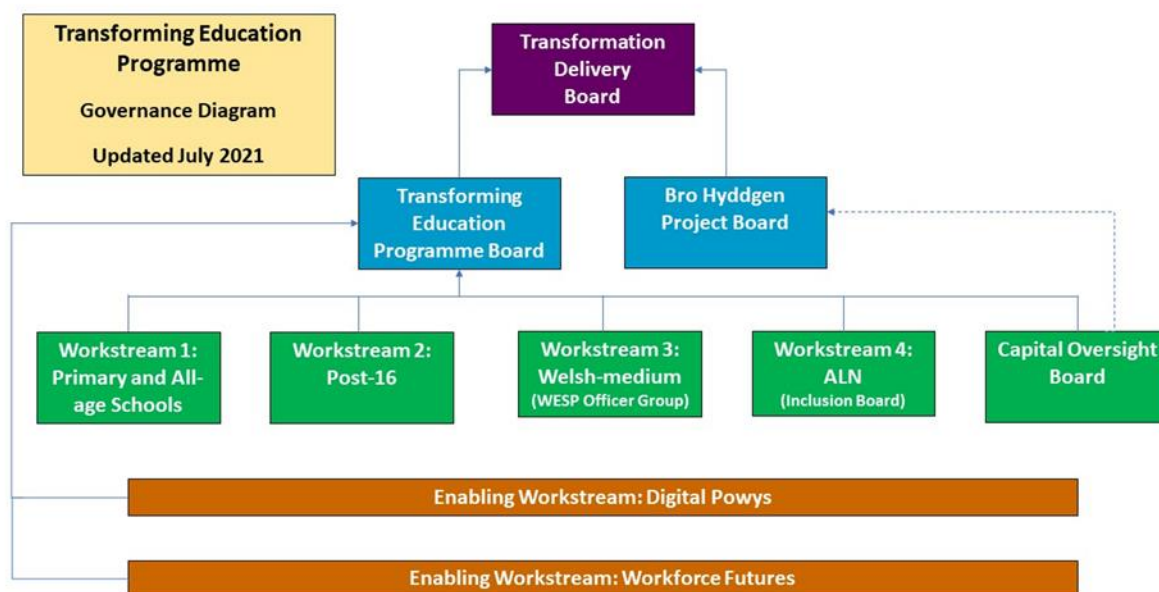 Transforming Education
Programme
Governance Diagram
Updated July 2021
Transformation
Delivery
Board
Transforming
Education
Programme Board
Bro Hyddgen
Project Board
Workstream 1:
Primary and All-
age Schools
Workstream 2:
Post-16
Workstream 3:
Welsh-medium
(WESP Officer Group)
Workstream 4:
ALN
(Inclusion Board)
Capital Oversight
Board
Enabling Workstream: Digital Powys
Enabling Workstream: Workforce Futures